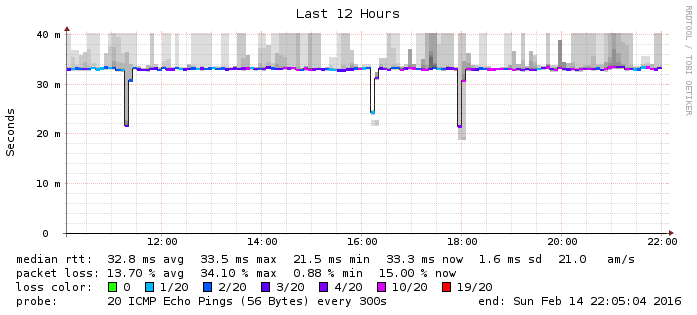 Last 12 Hours
RRDTOOL / TOBI OETIKER
Seconds
40 m
30 m
20 m
10 m
0
12:00 14:00 16:00 18:00 20:00 22:00
median rtt: 32.8 ms avg 33.5 ms max 21.5 ms min 33.3 ms now 1.6 ms sd 21.0 am/s
packet loss: 13.70 % avg 34.10 % max 0.88 % min 15.00 % now
loss color: 0 1/20 2/20 3/20 4/20 10/20 19/20
probe: 20 ICMP Echo Pings (56 Bytes) every 300s end: Sun Feb 14 22:05:04 2016